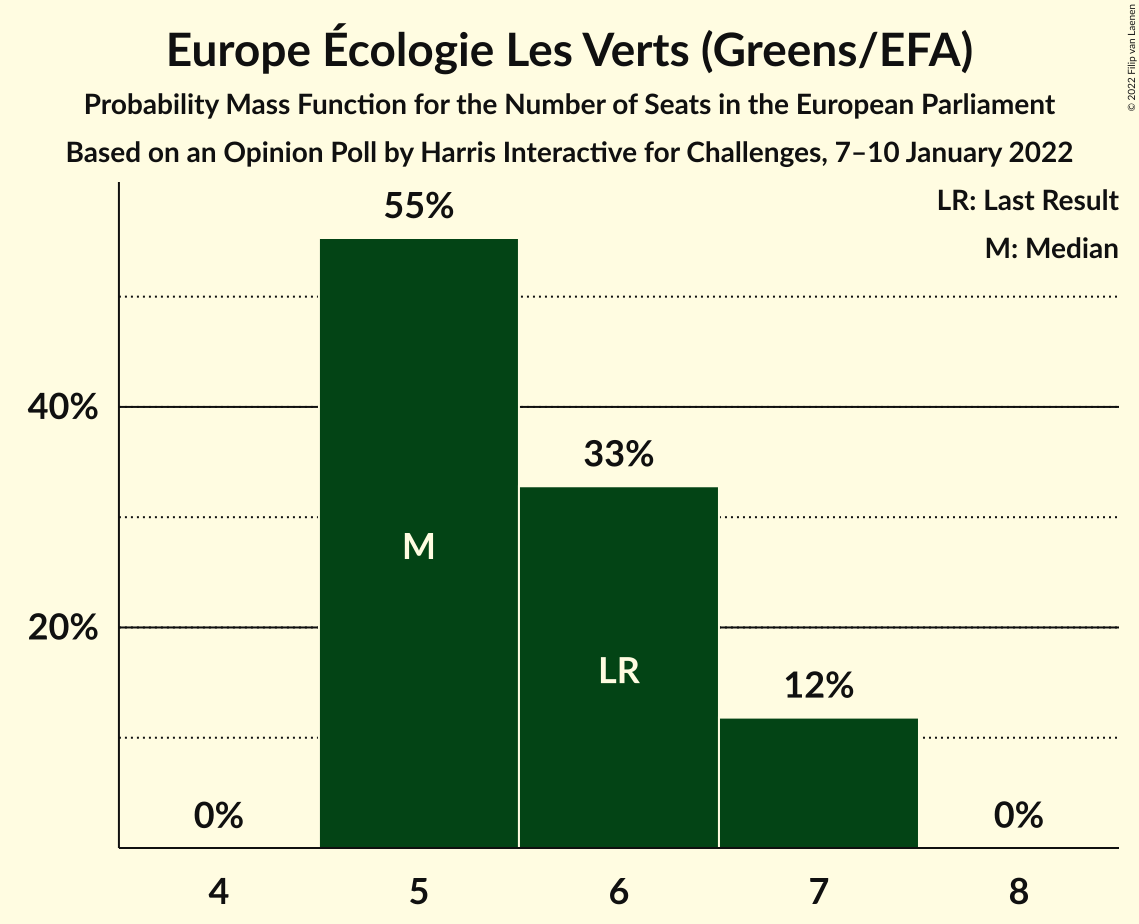 Europe Écologie Les Verts (Greens/EFA)
Probability Mass Function for the Number of Seats in the European Parliament
Based on an Opinion Poll by Harris Interactive for Challenges, 7–10 January 2022
© 2022 Filip van Laenen
LR: Last Result
M: Median
55%
40%
33%
M
20%
LR
12%
0%
0%
4
5
6
7
8